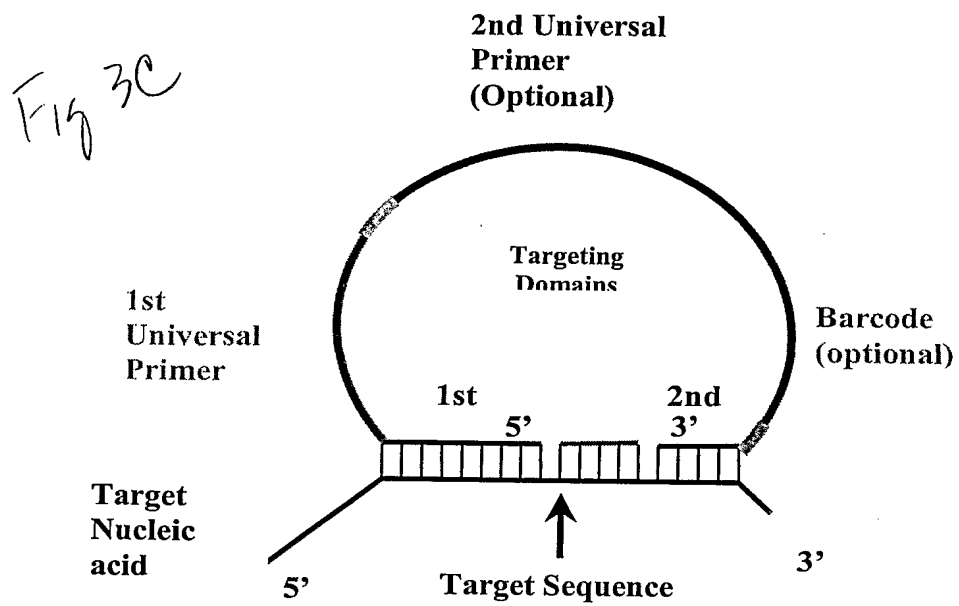 Fig 3C
2nd Universal
Primer
(Optional)
Targeting
Domains
1st
Universal
Primer
Barcode
(optional)
1st
2nd
5’
3’
Target
Nucleic
acid
5’
Target Sequence
3’